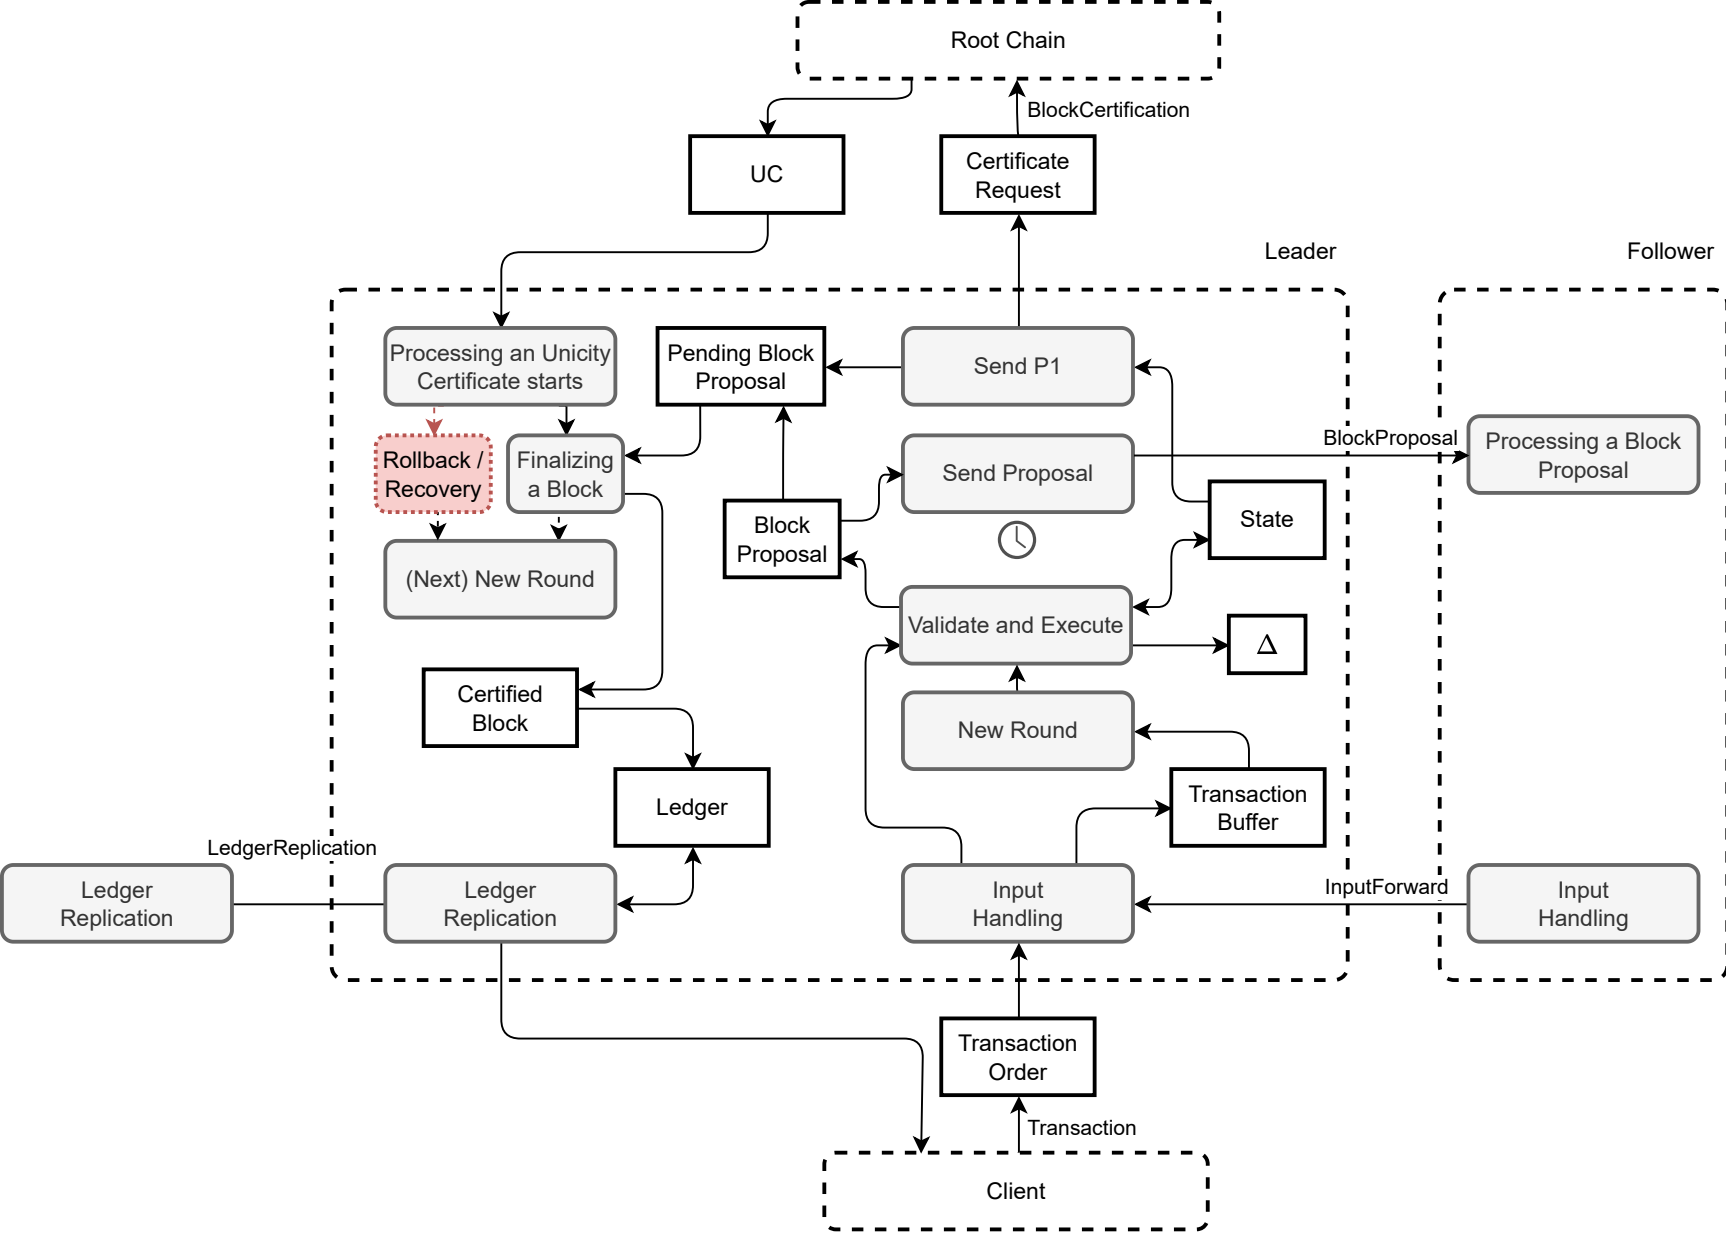 Root Chain
BlockCertification
UC
Certificate
Request
Leader
Follower
Processing an Unicity
Certificate starts
Pending Block
Proposal
Send P1
Rollback /
Recovery
Finalizing
a Block
Send Proposal
BlockProposal
Processing a Block
Proposal
Block
Proposal
State
(Next) New Round
Validate and Execute
Δ
Certified
Block
New Round
Ledger
Transaction
Buffer
LedgerReplication
Ledger
Replication
Ledger
Replication
Input
Handling
InputForward
Input
Handling
Transaction
Order
Transaction
Client